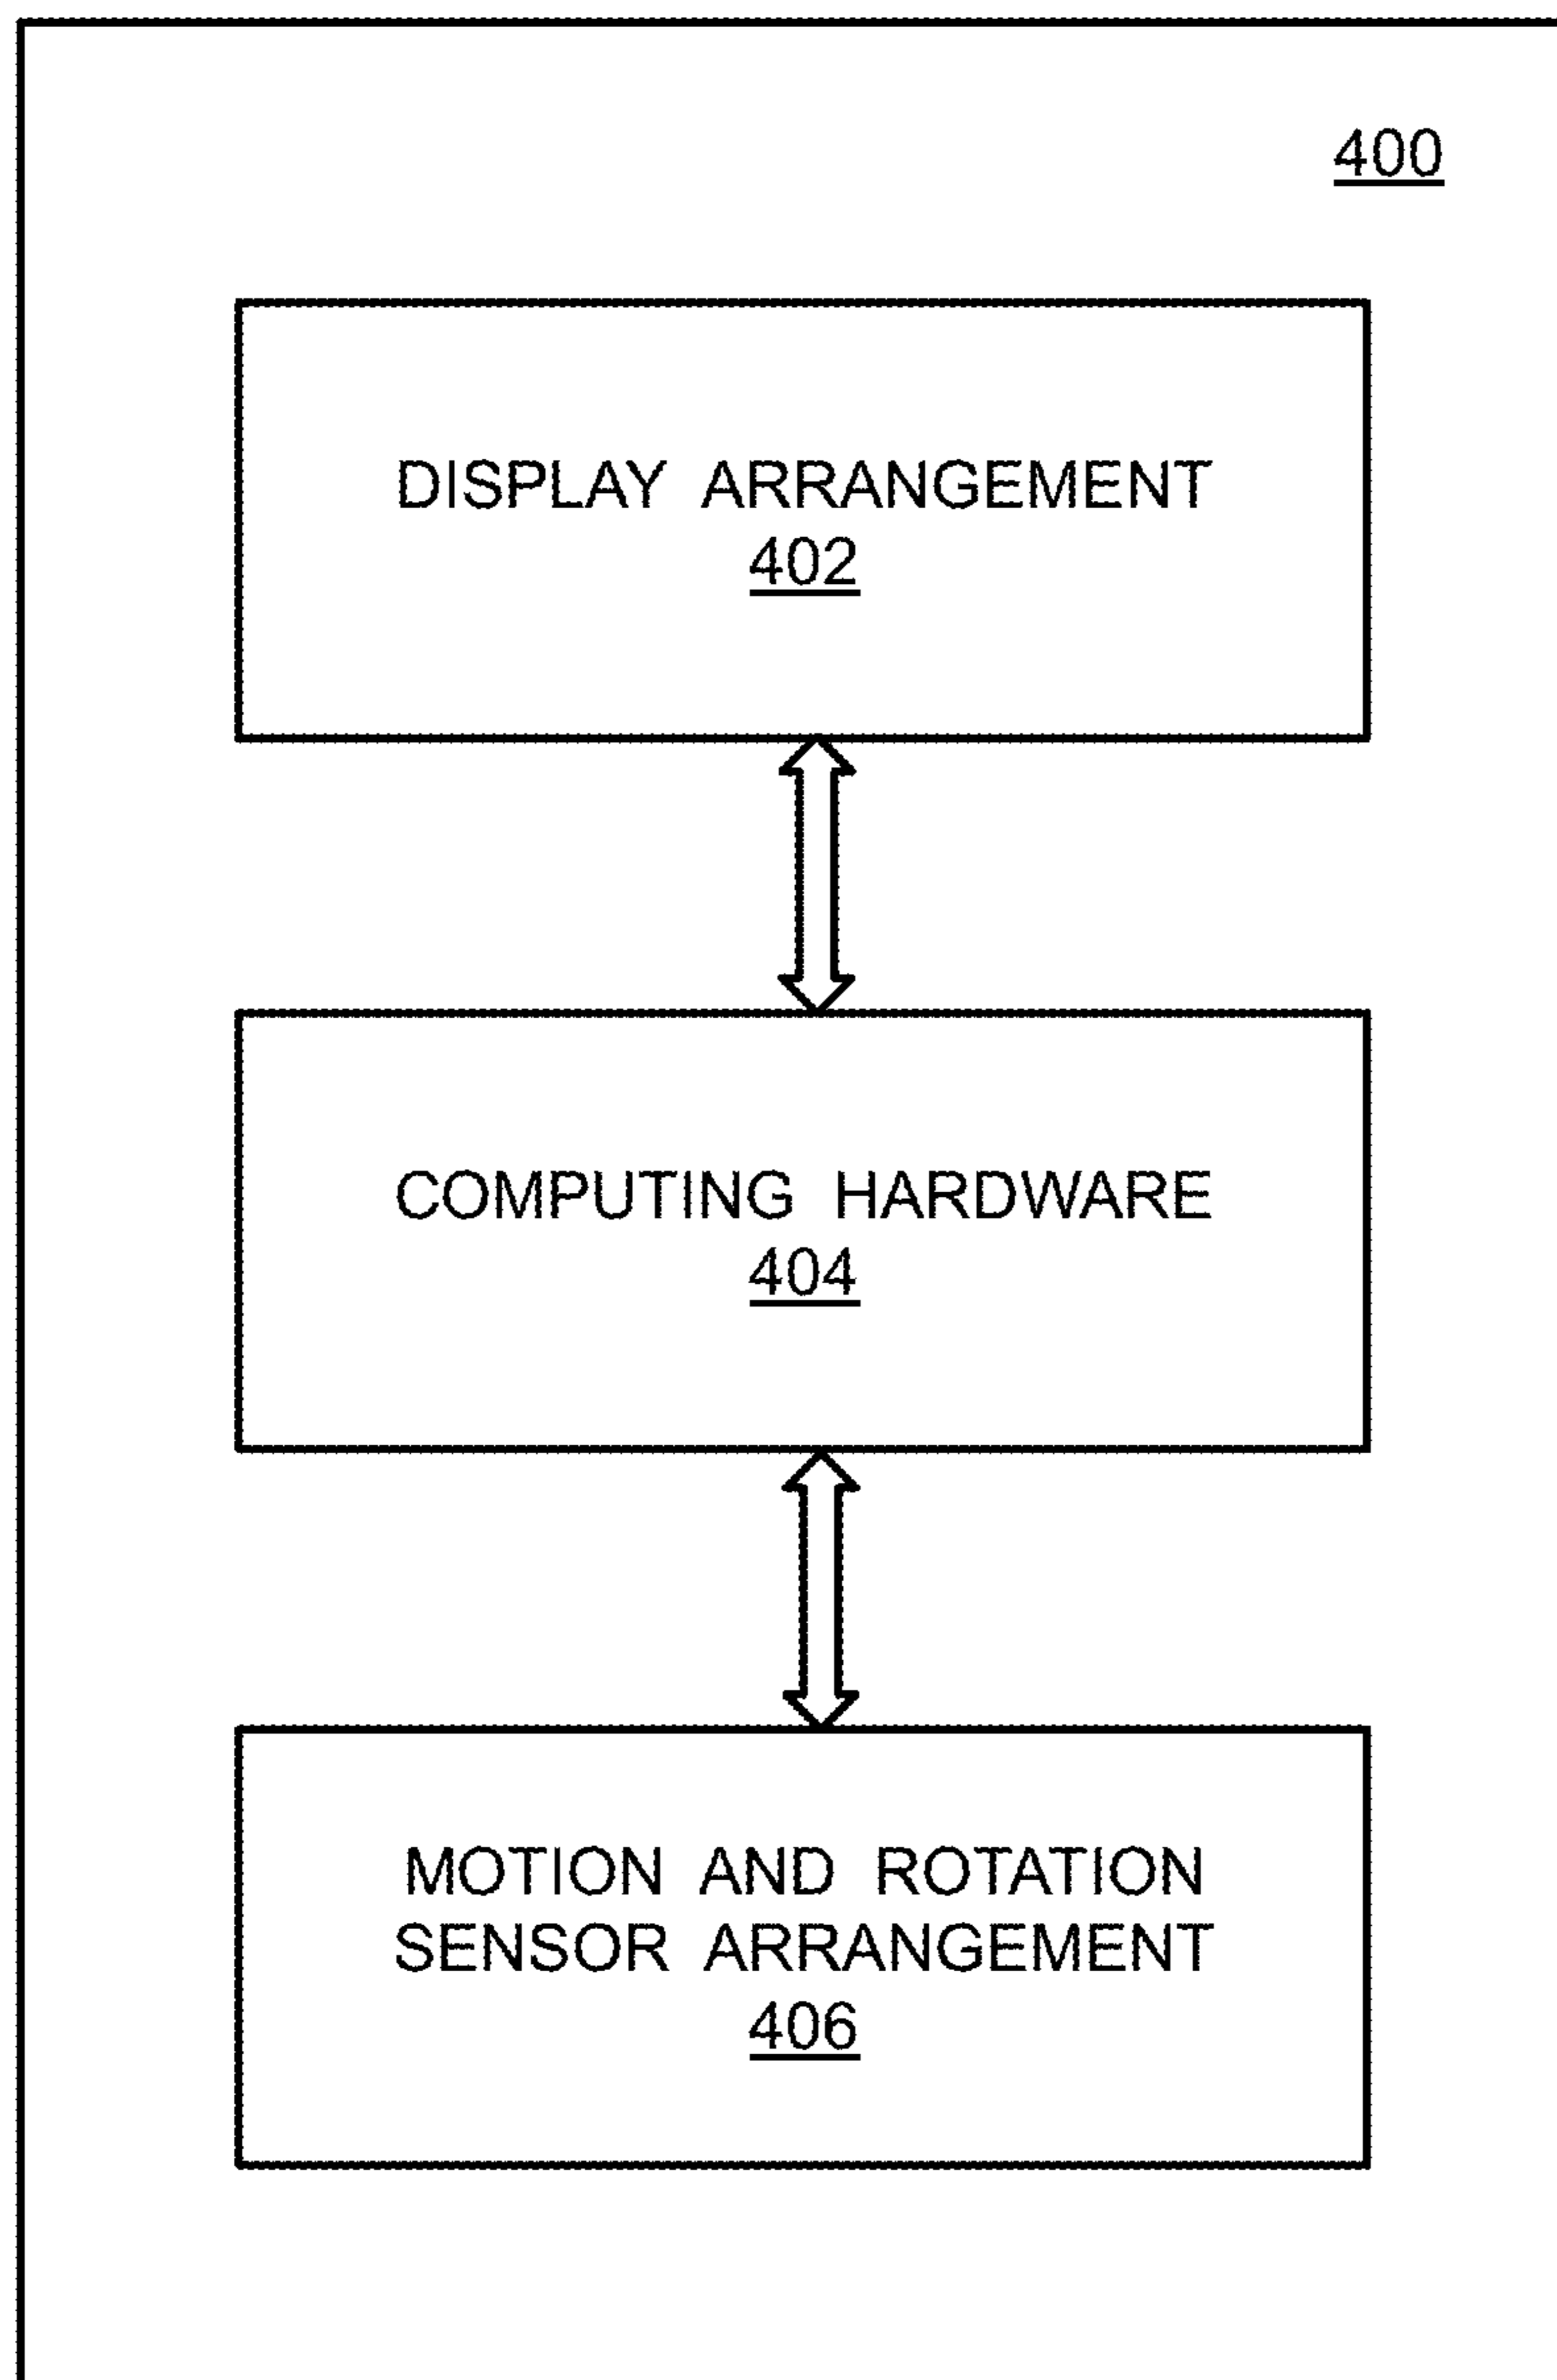 400
DISPLAY ARRANGEMENT
402
COMPUTING HARDWARE
404
MOTION AND ROTATION
SENSOR ARRANGEMENT
406